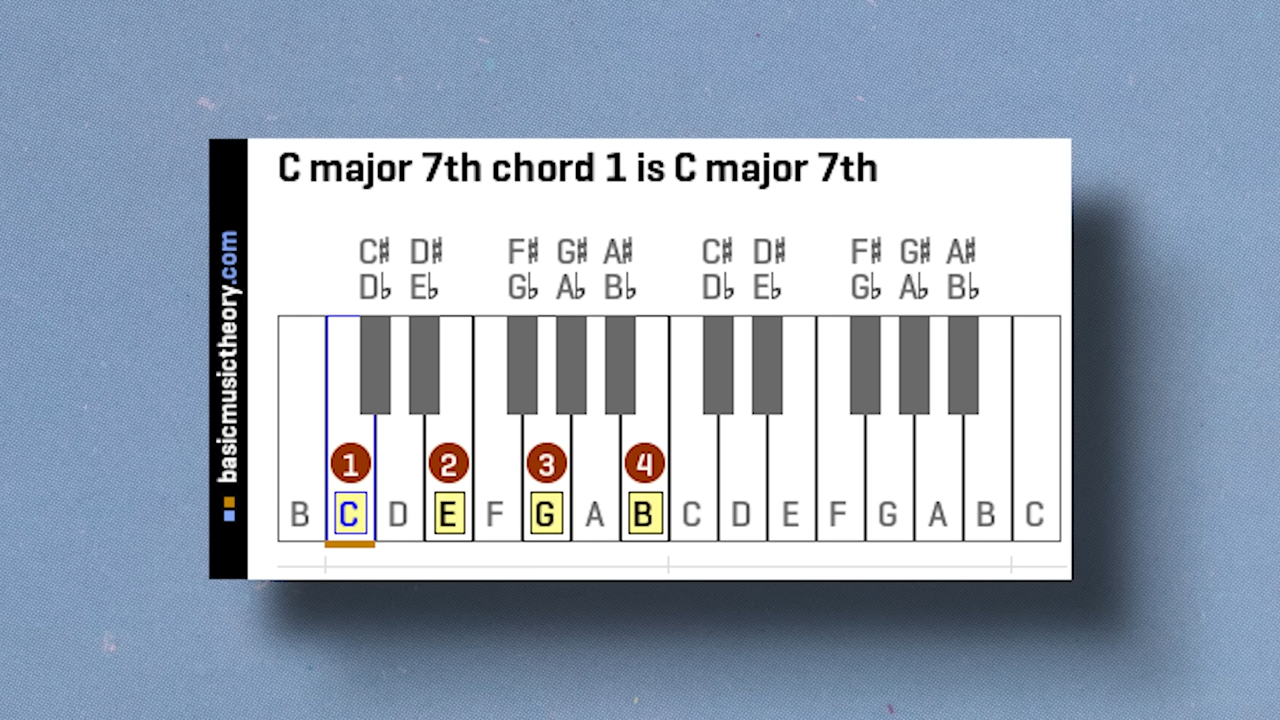 C major 7th chord 1 is C major 7th
basicmusictheory.com
C♯ D♯ F♯ G♯ A♯ C♯ D♯ F♯ G♯ A♯
D♭ E♭ G♭ A♭ B♭ D♭ E♭ G♭ A♭ B♭
1 2 3 4
B C D E F G A B C D E F G A B C